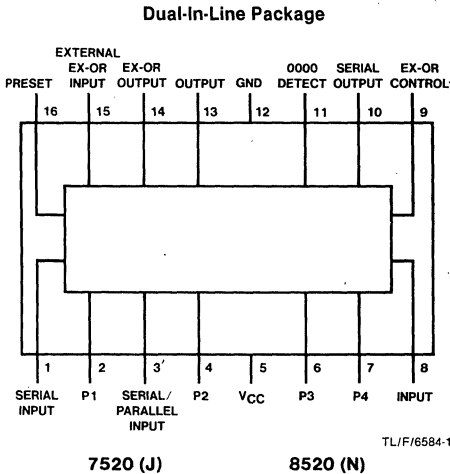 Dual-In-Line Package
EXTERNAL
EX-OR
INPUT
EX-OR
OUTPUT
0000
DETECT
SERIAL
OUTPUT
EX-OR
CONTROL
PRESET
OUTPUT
GND
16
15
14
13
12
11
10
9
1
2
3
4
5
6
7
8
SERIAL
INPUT
P1
SERIAL/
PARALLEL
INPUT
P2
VCC
P3
P4
INPUT
TL/F/6584-1
7520 (J)
8520 (N)